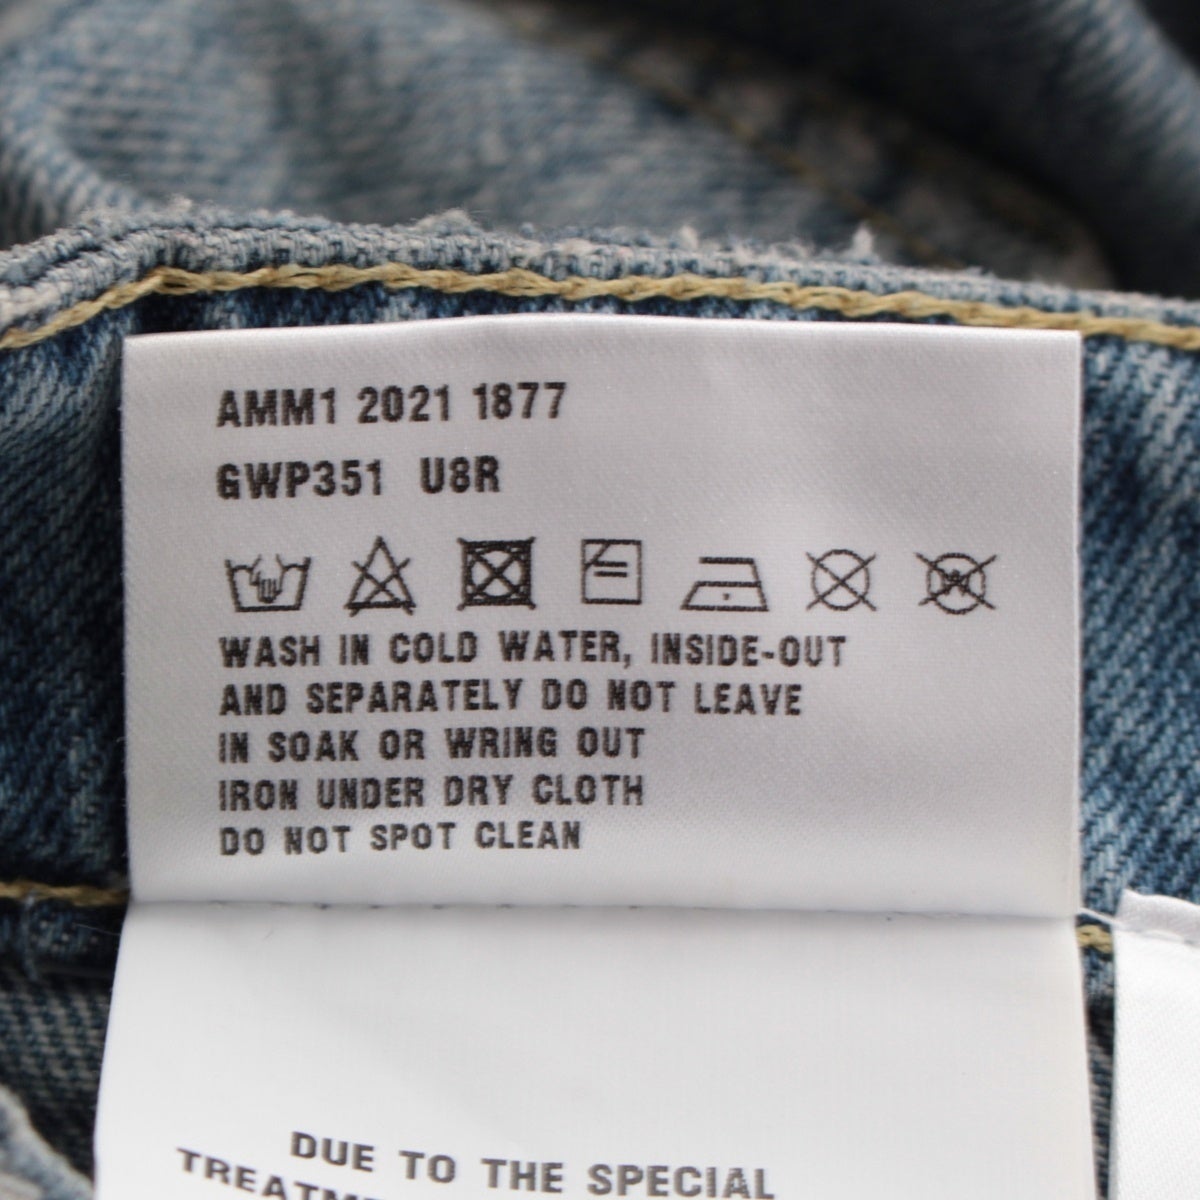 AMM1 2021 1877
GWP351 U8R
WASH IN COLD WATER, INSIDE-OUT
AND SEPARATELY DO NOT LEAVE
IN SOAK OR WRING OUT
IRON UNDER DRY CLOTH
DO NOT SPOT CLEAN
DUE TO THE SPECIAL